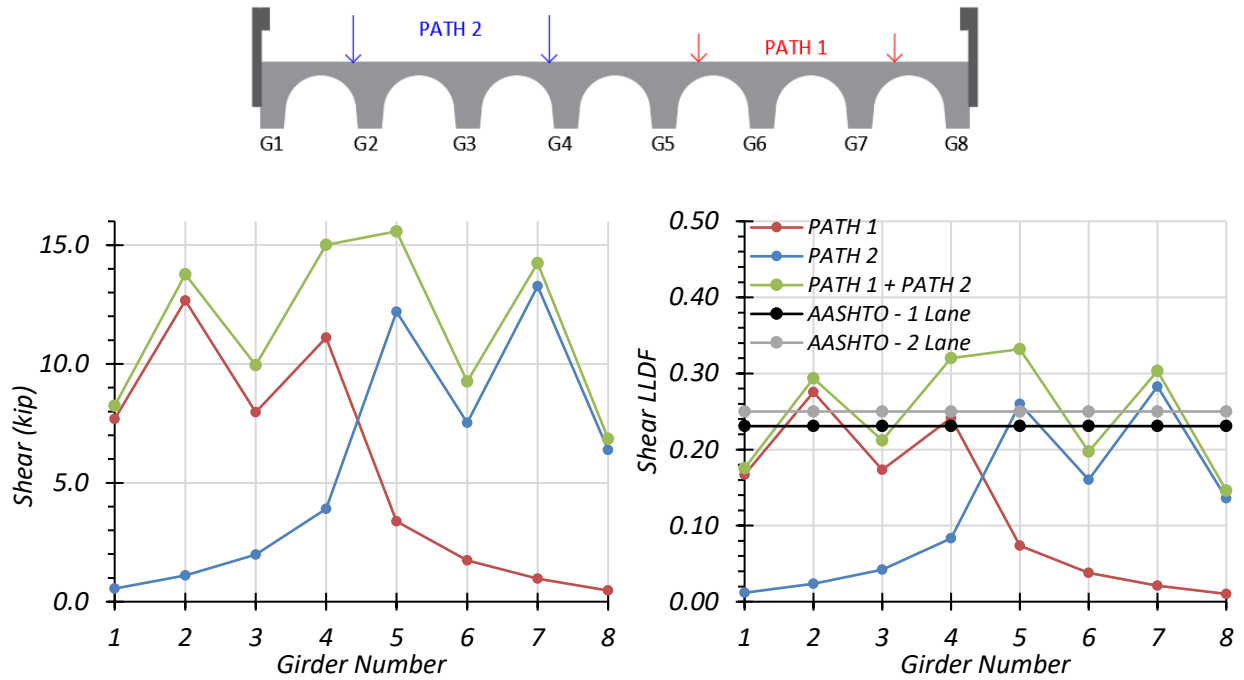 PATH 2
PATH 1
G1 G2 G3 G4 G5 G6 G7 G8
15.0
10.0
5.0
0.0
Shear (kip)
1 2 3 4 5 6 7 8
Girder Number
0.50
0.40
0.30
0.20
0.10
0.00
Shear LLDF
PATH 1
PATH 2
PATH 1 + PATH 2
AASHTO - 1 Lane
AASHTO - 2 Lane
1 2 3 4 5 6 7 8
Girder Number